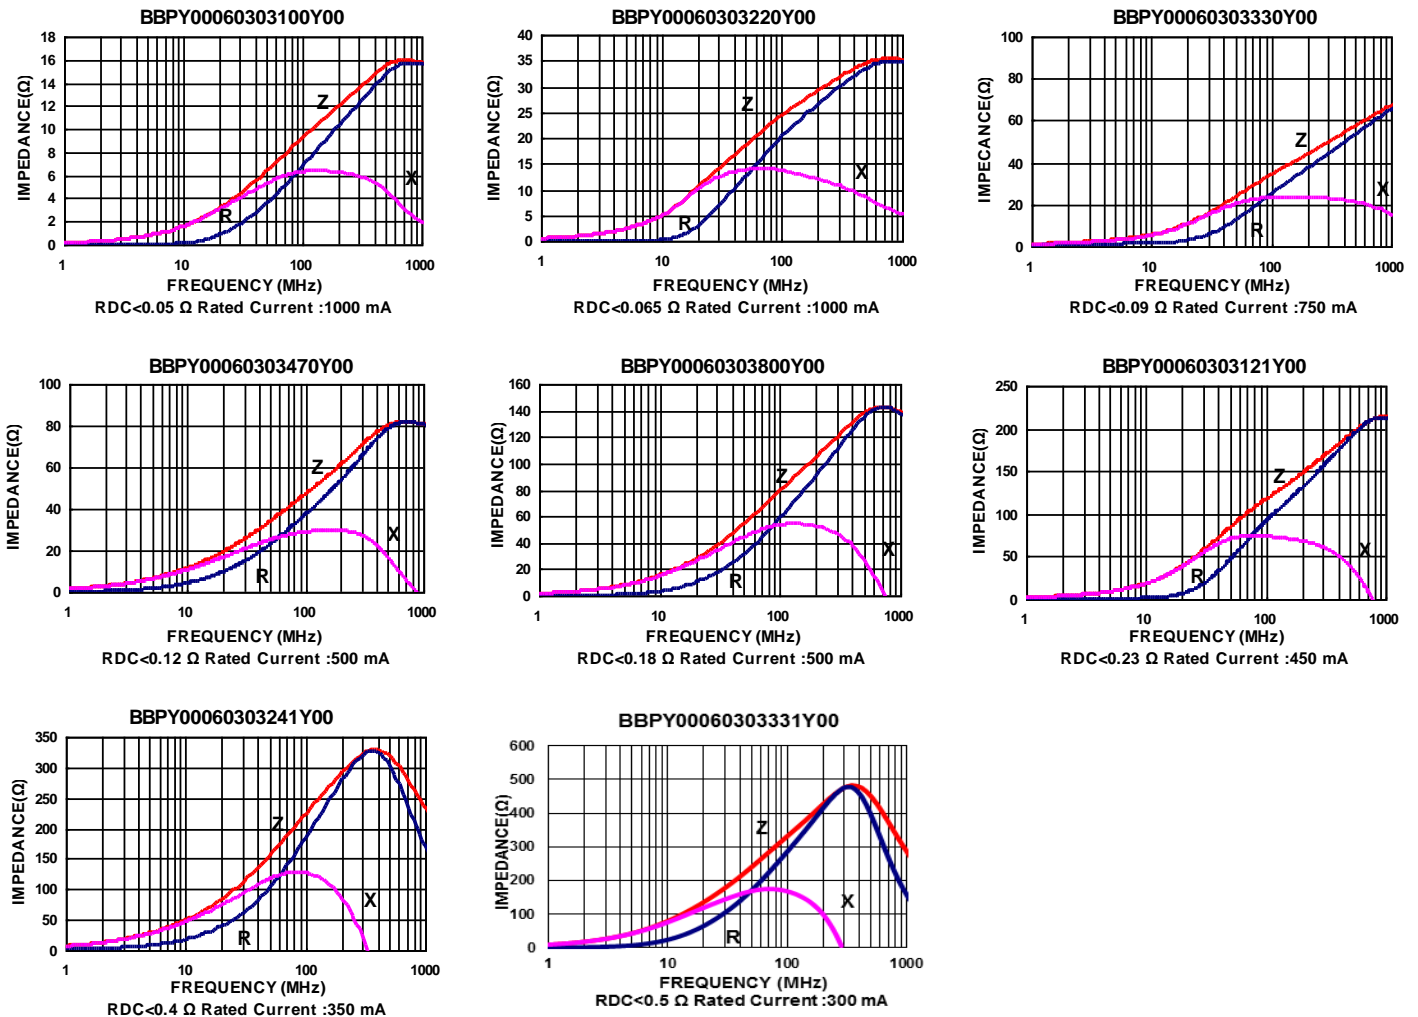 BBPY00060303100Y00
IMPEDANCE(Ω)
18
16
14
12
10
8
6
4
2
0
Z
X
R
1
10
100
1000
FREQUENCY (MHz)
RDC<0.05 Ω Rated Current :1000 mA
BBPY00060303220Y00
IMPEDANCE(Ω)
40
35
30
25
20
15
10
5
0
Z
X
R
1
10
100
1000
FREQUENCY (MHz)
RDC<0.065 Ω Rated Current :1000 mA
BBPY00060303330Y00
IMPECANCE(Ω)
100
80
60
40
20
0
Z
X
R
1
10
100
1000
FREQUENCY (MHz)
RDC<0.09 Ω Rated Current :750 mA
BBPY00060303470Y00
IMPEDANCE(Ω)
100
80
60
40
20
0
Z
X
R
1
10
100
1000
FREQUENCY (MHz)
RDC<0.12 Ω Rated Current :500 mA
BBPY00060303800Y00
IMPEDANCE(Ω)
160
140
120
100
80
60
40
20
0
Z
X
R
1
10
100
1000
FREQUENCY (MHz)
RDC<0.18 Ω Rated Current :500 mA
BBPY00060303121Y00
IMPEDANCE(Ω)
250
200
150
100
50
0
Z
X
R
1
10
100
1000
FREQUENCY (MHz)
RDC<0.23 Ω Rated Current :450 mA
BBPY00060303241Y00
IMPEDANCE(Ω)
350
300
250
200
150
100
50
0
Z
X
R
1
10
100
1000
FREQUENCY (MHz)
RDC<0.4 Ω Rated Current :350 mA
BBPY00060303331Y00
IMPEDANCE(Ω)
600
500
400
300
200
100
0
Z
X
R
1
10
100
1000
FREQUENCY (MHz)
RDC<0.5 Ω Rated Current :300 mA